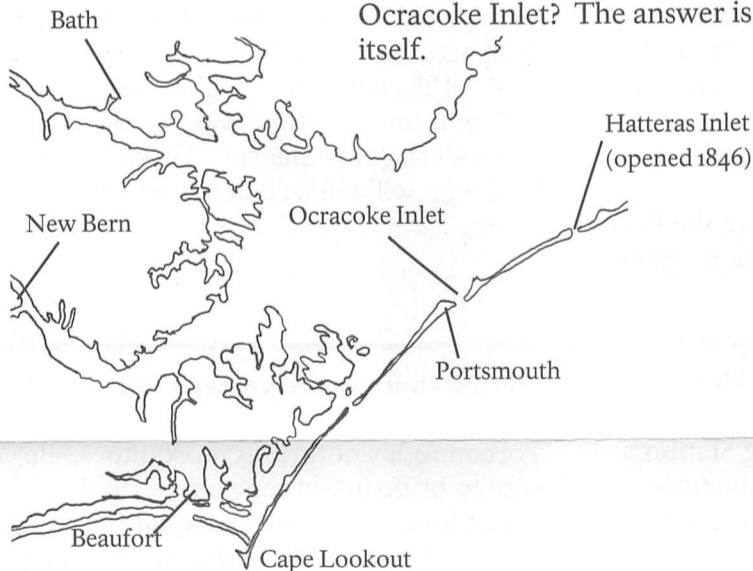 Bath
Ocracoke Inlet? The answer is
itself.
Hatteras Inlet
(opened 1846)
Ocracoke Inlet
New Bern
Portsmouth
Beaufort
Cape Lookout